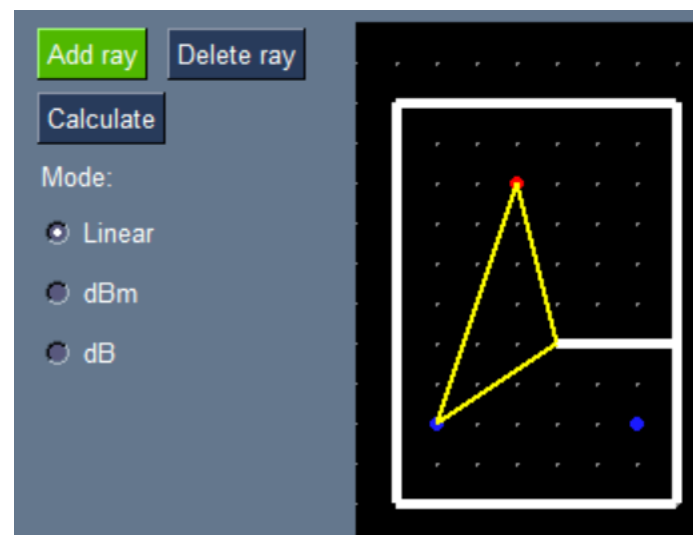 Add ray Delete ray
Calculate
Mode:
Linear
dBm
dB